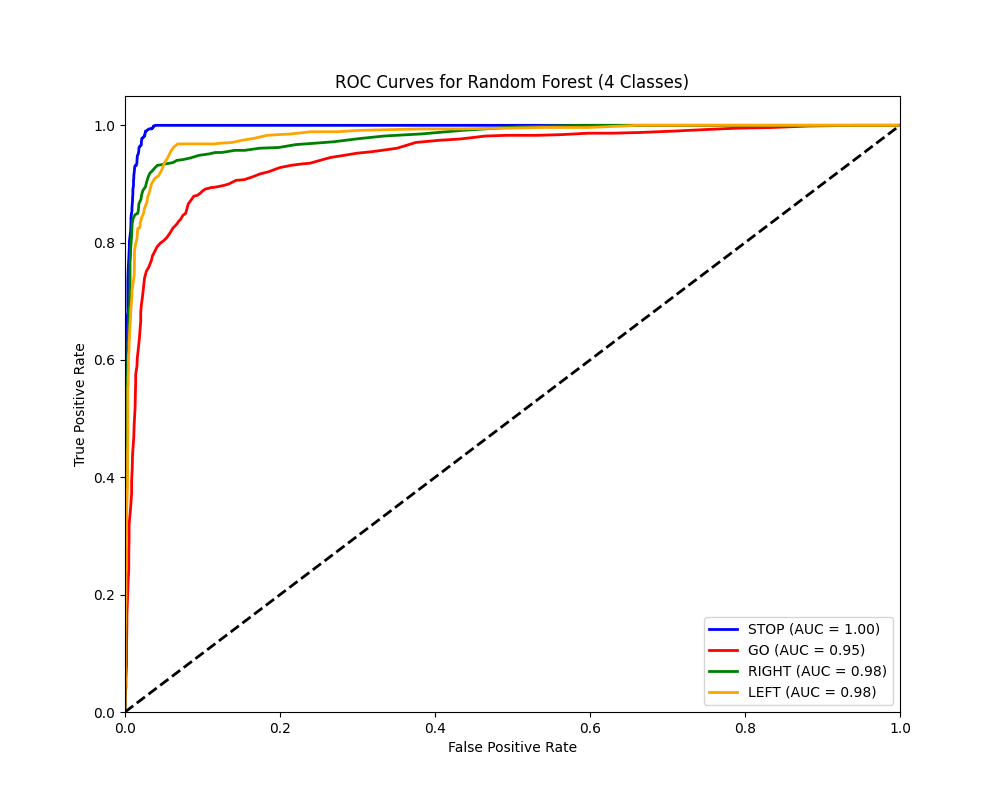 ROC Curves for Random Forest (4 Classes)
1.0
0.8
0.6
0.4
0.2
0.0
True Positive Rate
0.0 0.2 0.4 0.6 0.8 1.0
False Positive Rate
STOP (AUC = 1.00)
GO (AUC = 0.95)
RIGHT (AUC = 0.98)
LEFT (AUC = 0.98)